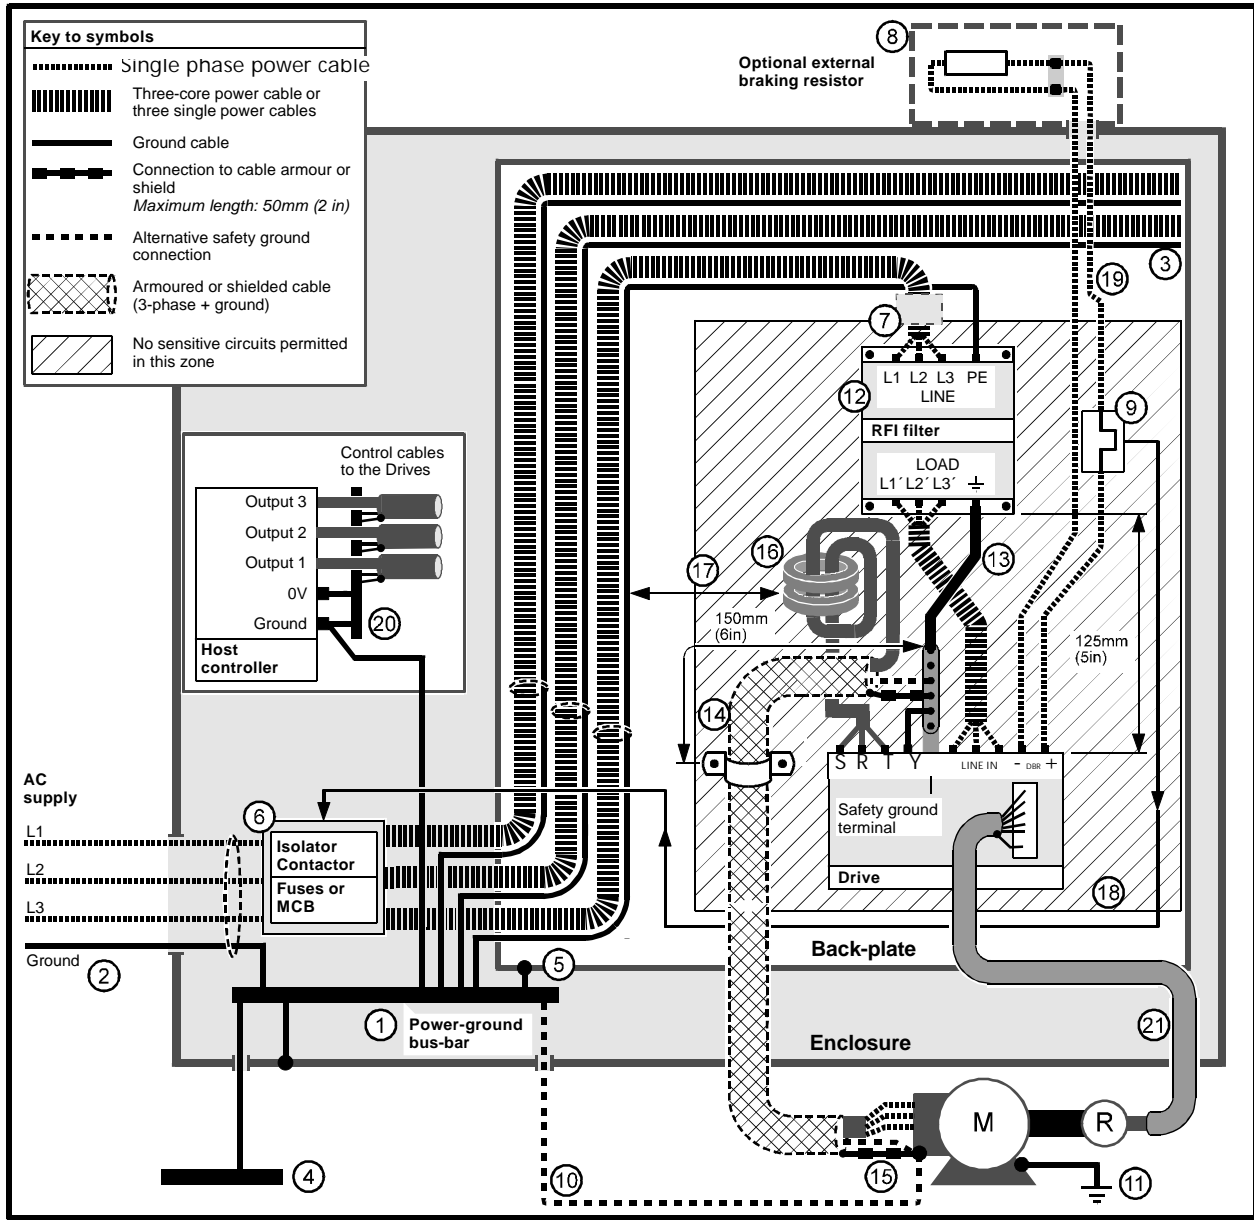 Key to symbols
Single phase power cable
Three-core power cable or
three single power cables
Ground cable
Connection to cable armour or
shield
Maximum length: 50mm (2 in)
Alternative safety ground
connection
Armoured or shielded cable
(3-phase + ground)
No sensitive circuits permitted
in this zone
8
Optional external
braking resistor
3
19
7
L1 L2 L3 PE
LINE
12
RFI filter
9
LOAD
L1´ L2´ L3´
Control cables
to the Drives
Output 3
Output 2
Output 1
0V
Ground
20
Host
controller
16
17
13
150mm
(6in)
125mm
(5in)
14
S R T Y
LINE IN
- DBR +
Safety ground
terminal
Drive
18
AC
supply
L1
L2
L3
Ground
2
6
Isolator
Contactor
Fuses or
MCB
Back-plate
5
1
Power-ground
bus-bar
Enclosure
21
M
R
4
10
15
11